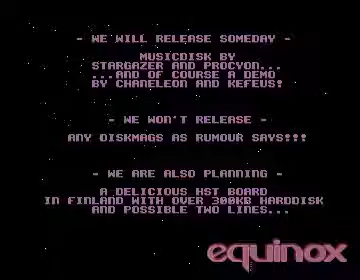 - WE WILL RELEASE SOMEDAY -
MUSICDISK BY
STARGAZER AND PROCYON...
...AND OF COURSE A DEMO
BY CHANELEON AND KEFEUS!
- WE WON'T RELEASE -
ANY DISKMAGS AS RUMOUR SAYS!!!
- WE ARE ALSO PLANNING -
A DELICIOUS HST BOARD
IN FINLAND WITH OVER 300KB HARDDISK
AND POSSIBLE TWO LINES...
equinox